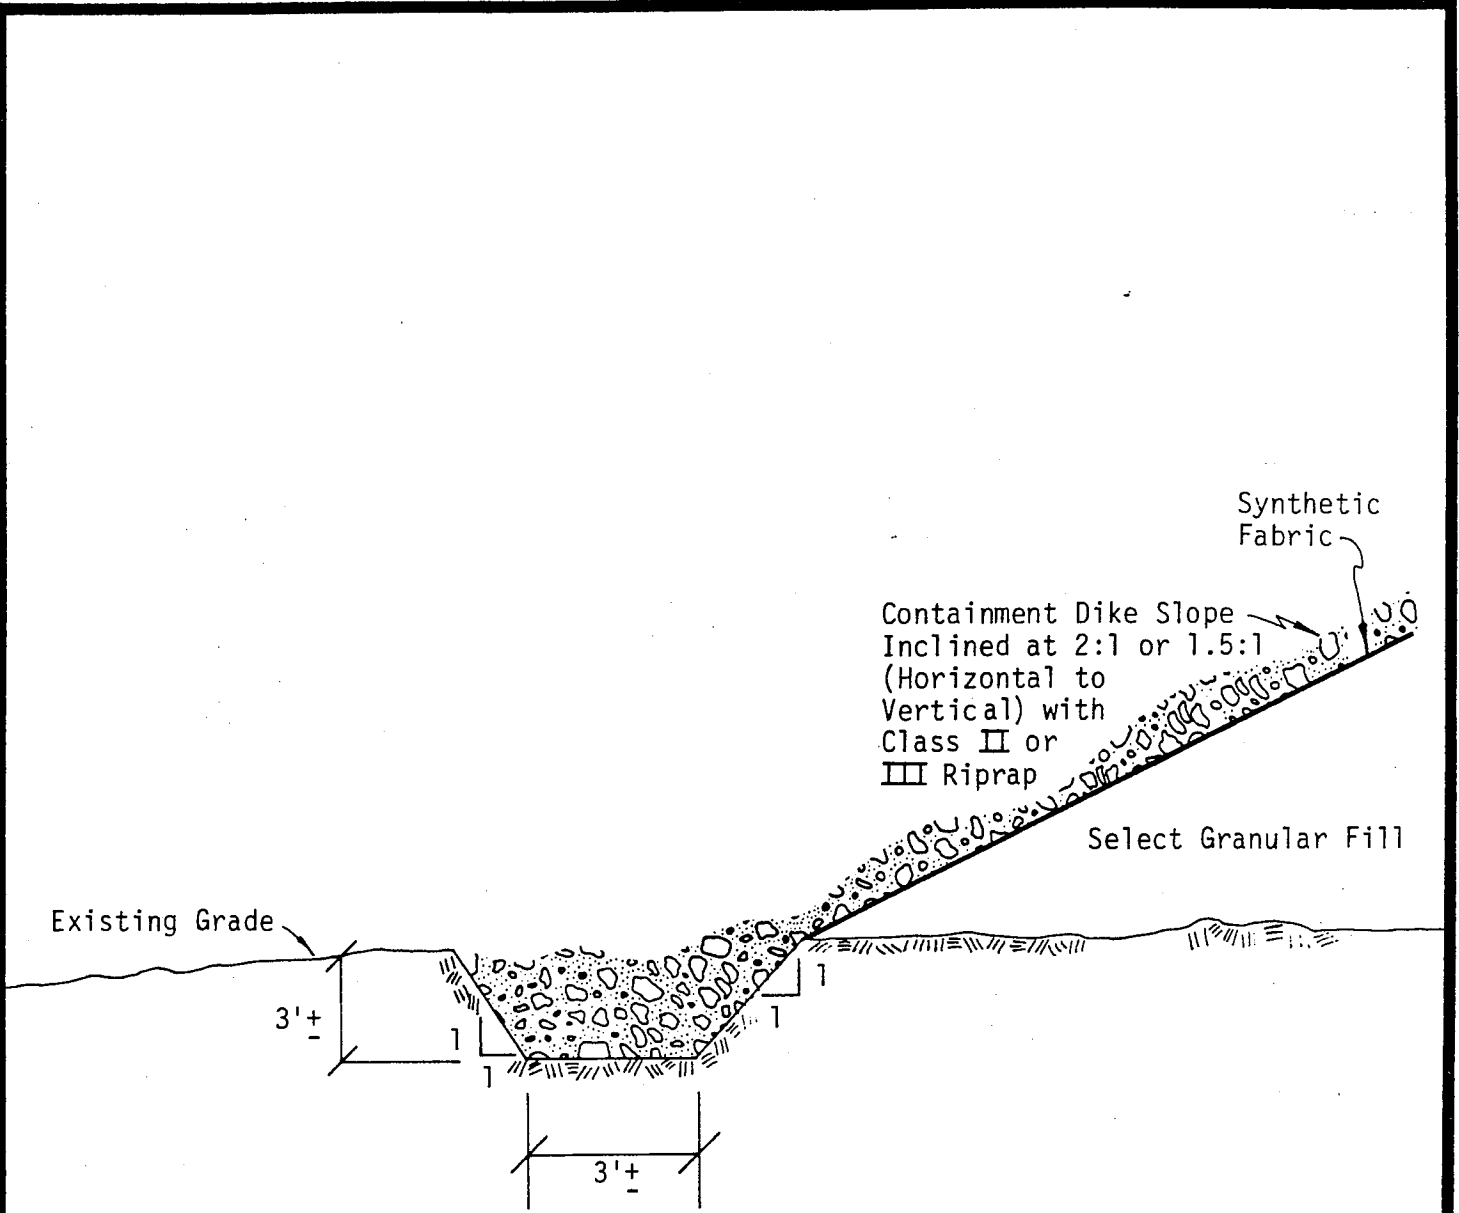 Synthetic
Fabric
Containment Dike Slope
Inclined at 2:1 or 1.5:1
(Horizontal to
Vertical) with
Class II or
III Riprap
Select Granular Fill
Existing Grade
3'±
1
1
1
1
3'±